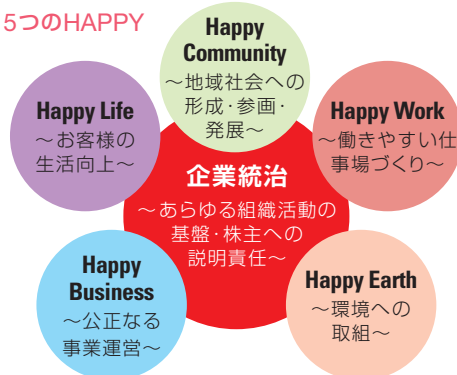 5つのHAPPY
Happy
Community
～地域社会への
形成・参画・
発展～
Happy Life
～お客様の
生活向上～
Happy Work
～働きやすい仕
事場づくり～
企業統治
～あらゆる組織活動の
基盤・株主への
説明責任～
Happy
Business
～公正なる
事業運営～
Happy Earth
～環境への
取組～